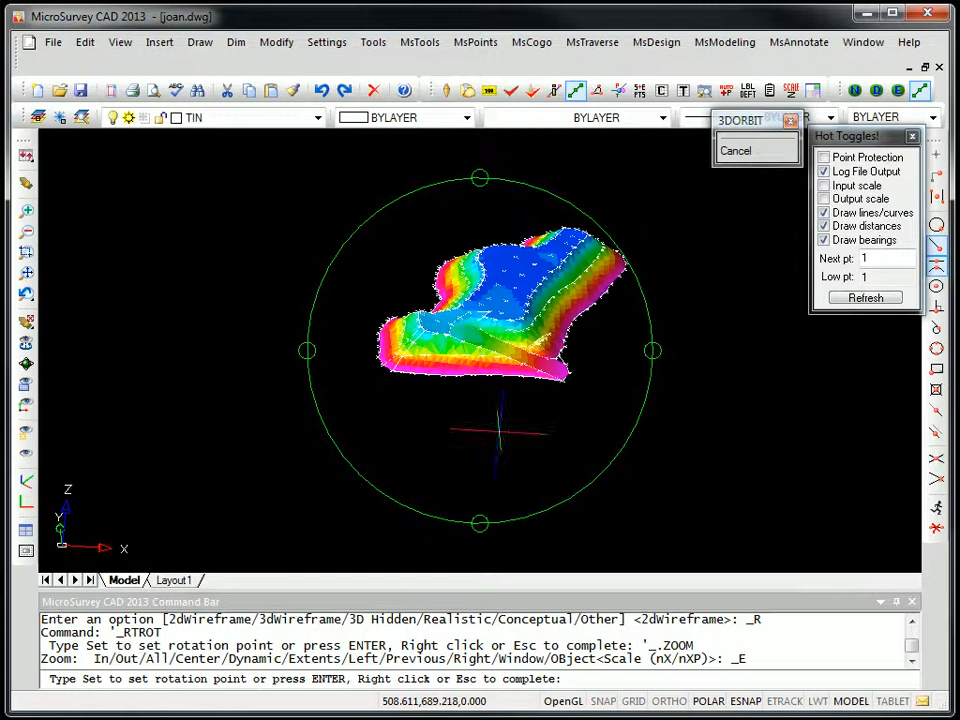 MicroSurvey CAD 2013 - [joan.dwg]
File Edit View Insert Tools Draw Dim Modify Settings Tools MsTools MsPoints MsCogo MsTraverse MsDesign MsModeling MsAnnotate Window Help
TIN BYLAYER BYLAYER BYLAYER BYLAYER
3DORBIT
Cancel
Hot Toggles!
Point Protection
Log File Output
Input scale
Output scale
Draw lines/curves
Draw distances
Draw bearings
Next pt: 1
Low pt: 1
Refresh
Z
Y
X
Model Layout1
MicroSurvey CAD 2013 Command Bar
Enter an option [2dWireframe/3dWireframe/3D Hidden/Realistic/Conceptual/Other] <2dWireframe>: _R
Command: '_RTROT
Type Set to set rotation point or press ENTER, Right click or Esc to complete: '_.ZOOM
Zoom: In/Out/All/Center/Dynamic/Extents/Left/Previous/Right/Window/OBject<Scale (nX/nXP)>: _E
Type Set to set rotation point or press ENTER, Right click or Esc to complete:
508.611,689.218,0.000 OpenGL SNAP GRID ORTHO POLAR ESNAP ETRACK LWT MODEL TABLET